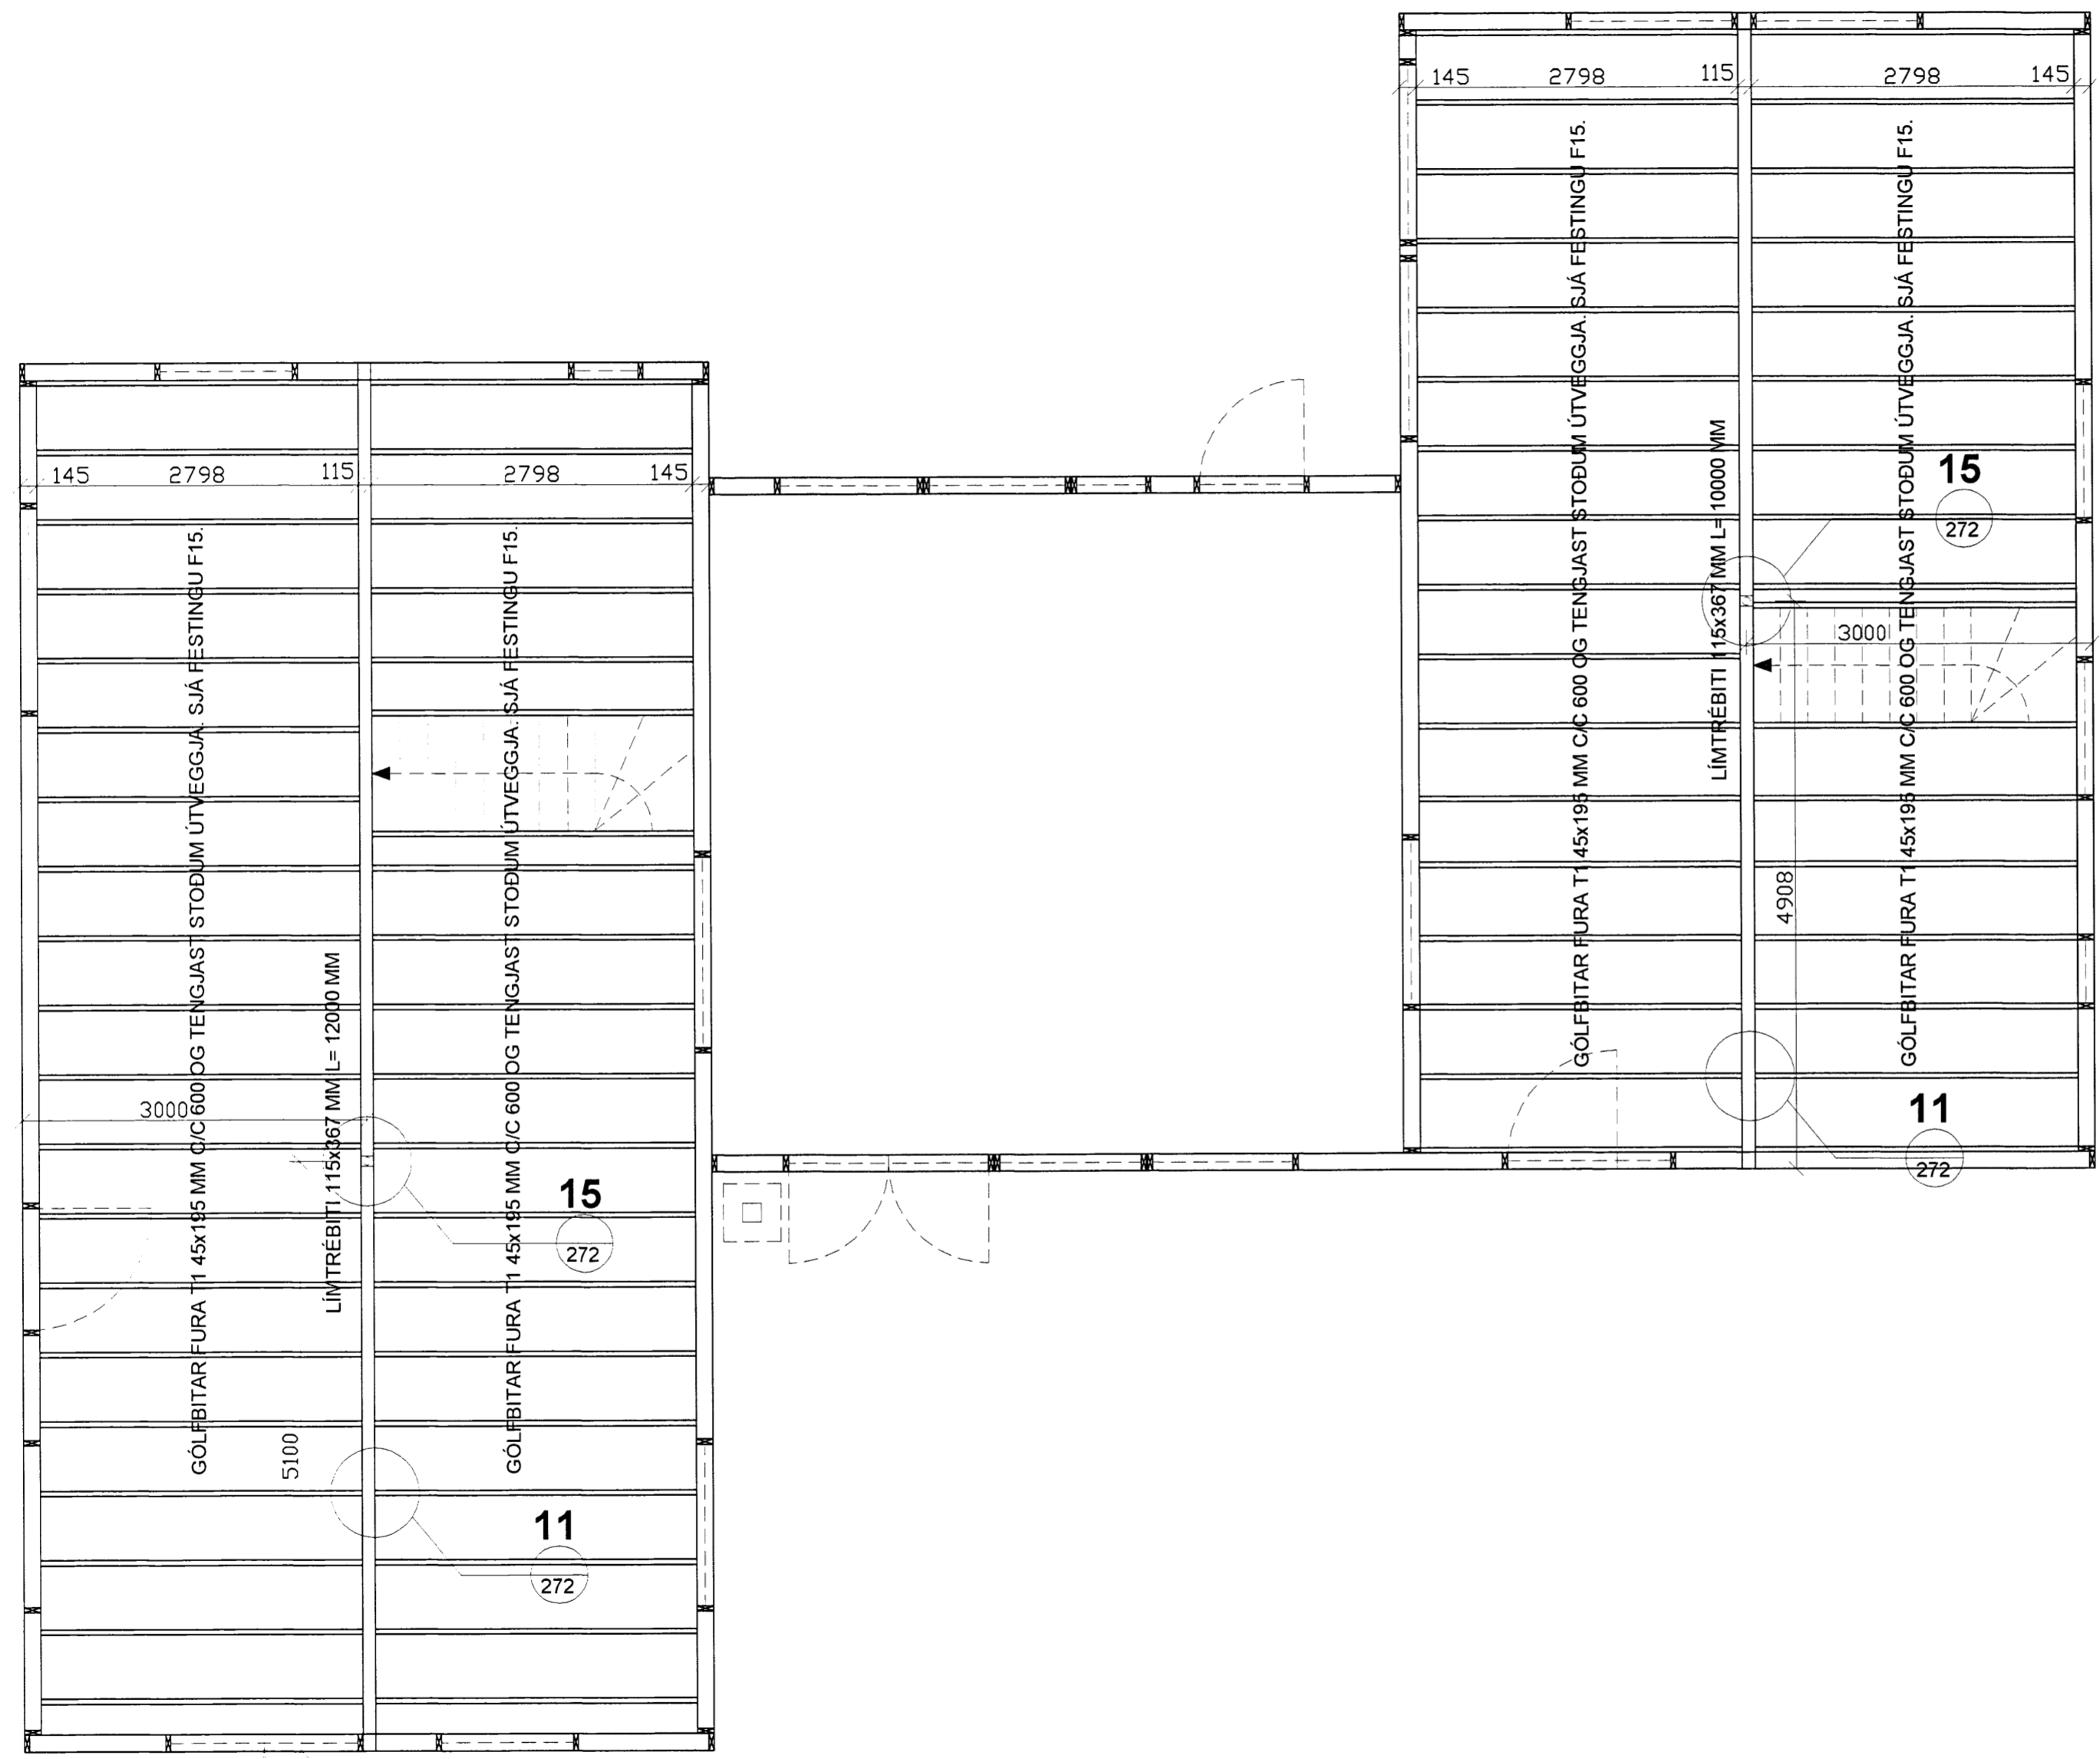 145 2798 115 2798 145
GÓLFBITAR FURA T1 45x195 MM C/C 600 OG TENGJAST STOÐUM ÚTVEGGJA. SJÁ FESTINGU F15.
GÓLFBITAR FURA T1 45x195 MM C/C 600 OG TENGJAST STOÐUM ÚTVEGGJA. SJÁ FESTINGU F15.
LÍMTRÉBITI 115x367 MM L= 12000 MM
3000
5100
15
272
11
272
145 2798 115 2798 145
GÓLFBITAR FURA T1 45x195 MM C/C 600 OG TENGJAST STOÐUM ÚTVEGGJA. SJÁ FESTINGU F15.
GÓLFBITAR FURA T1 45x195 MM C/C 600 OG TENGJAST STOÐUM ÚTVEGGJA. SJÁ FESTINGU F15.
LÍMTRÉBITI 115x367 MM L= 10000 MM
15
272
3000
4908
11
272